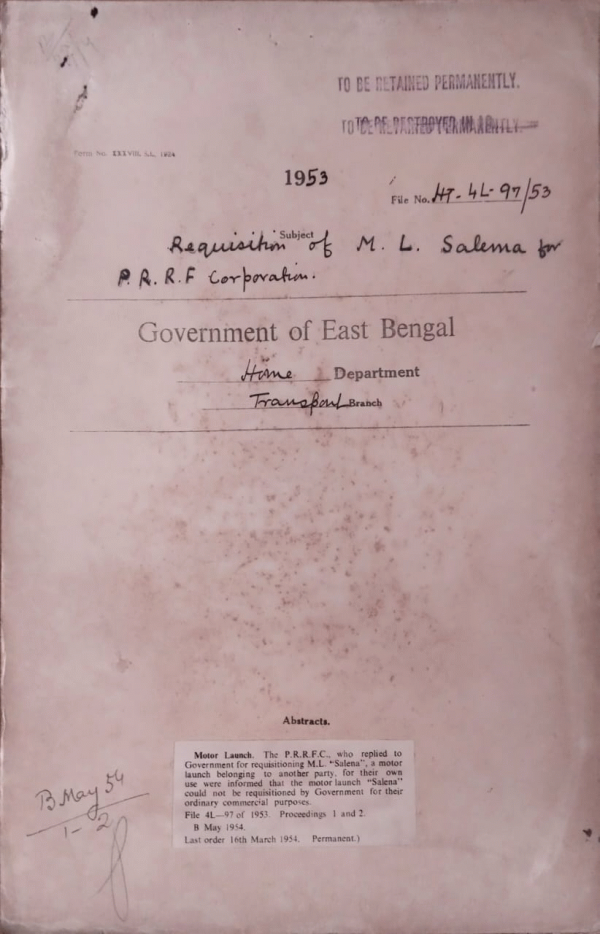 TO BE RETAINED PERMANENTLY.
1953
File No. HT-4L-97/53
Subject
Requisition of M. L. Salema for
P.R.R.F Corporation.
Government of East Bengal
Home Department
Transport Branch
Abstracts.
Motor Launch. The P.R.R.F.C., who replied to
Government for requisitioning M.L. "Salena", a motor
launch belonging to another party, for their own
use were informed that the motor launch "Salena"
could not be requisitioned by Government for their
ordinary commercial purposes.
File 4L—97 of 1953. Proceedings 1 and 2.
B May 1954.
Last order 16th March 1954. Permanent.)
B May 54
1-2